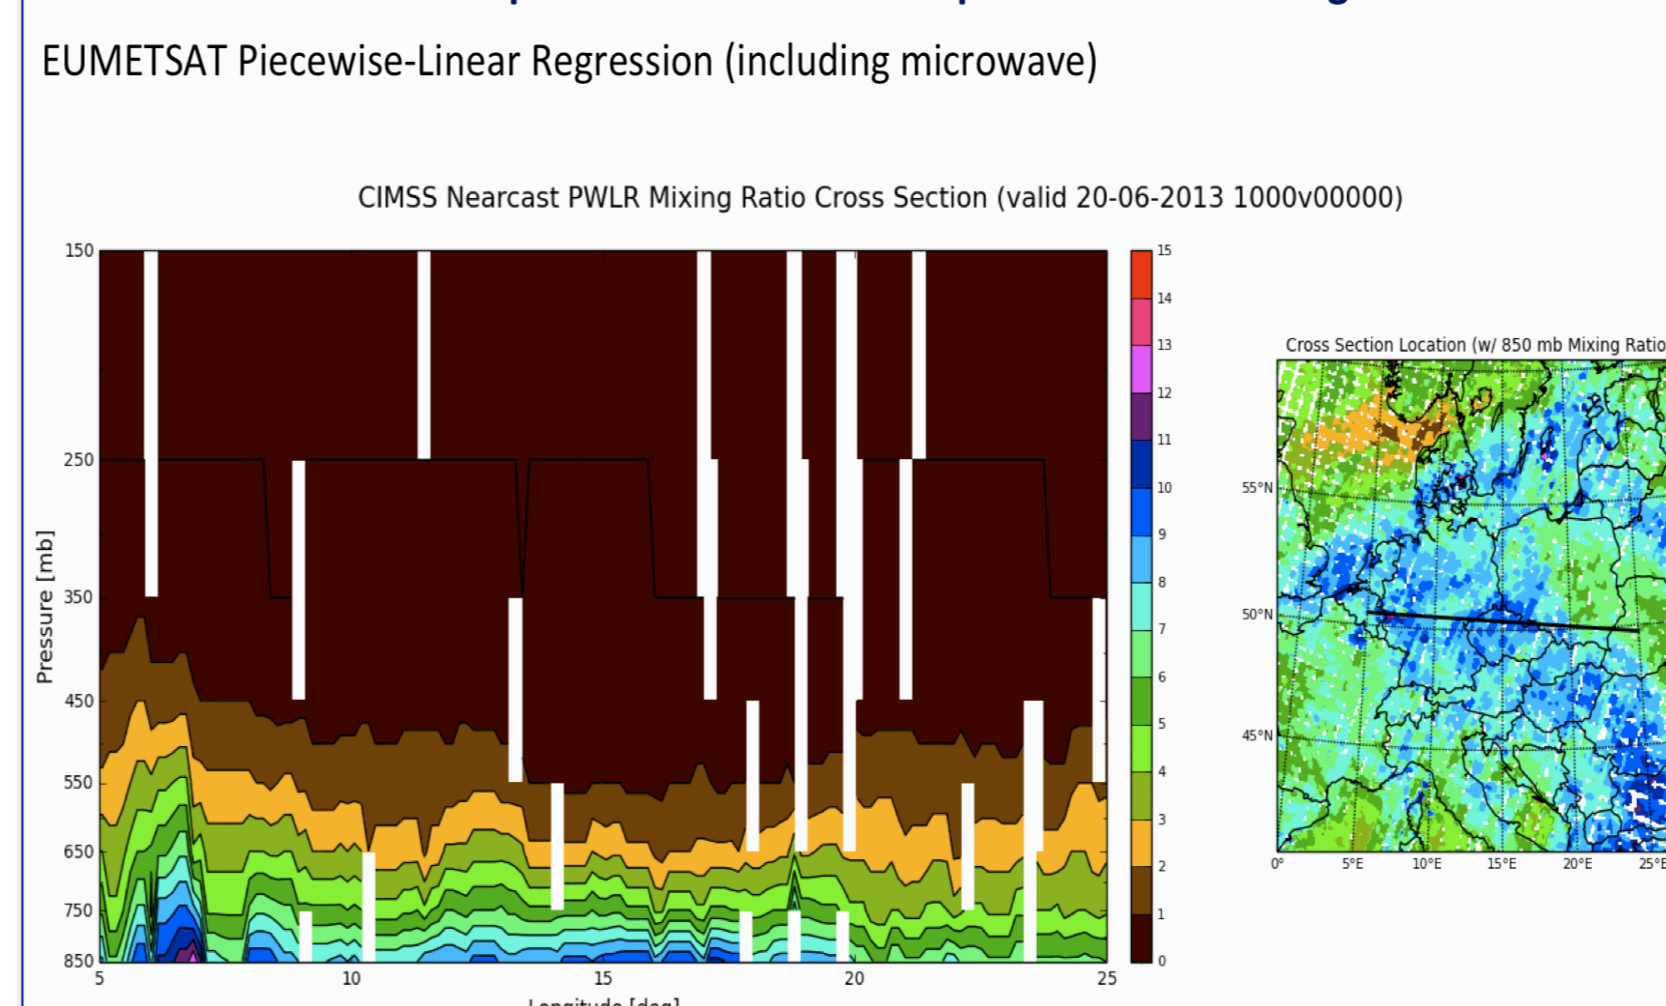 EUMETSAT Piecewise-Linear Regression (including microwave)
CIMSS Nearcast PWLR Mixing Ratio Cross Section (valid 20-06-2013 1000v00000)
Pressure [mb]
150
250
350
450
550
650
750
850
5
10
15
20
25
Longitude [deg]
15
14
13
12
11
10
9
8
7
6
5
4
3
2
1
0
Cross Section Location (w/ 850 mb Mixing Ratio
55°N
50°N
45°N
0°
5°E
10°E
15°E
20°E
25°E